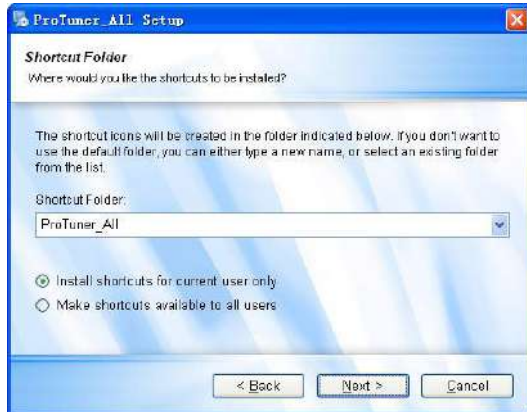 ProTuner_All Setup
Shortcut Folder
Where would you like the shortcuts to be installed?
The shortcut icons will be created in the folder indicated below. If you don't want to
use the default folder, you can either type a new name, or select an existing folder
from the list.
Shortcut Folder:
ProTuner_All
Install shortcuts for current user only
Make shortcuts available to all users
< Back
Next >
Cancel